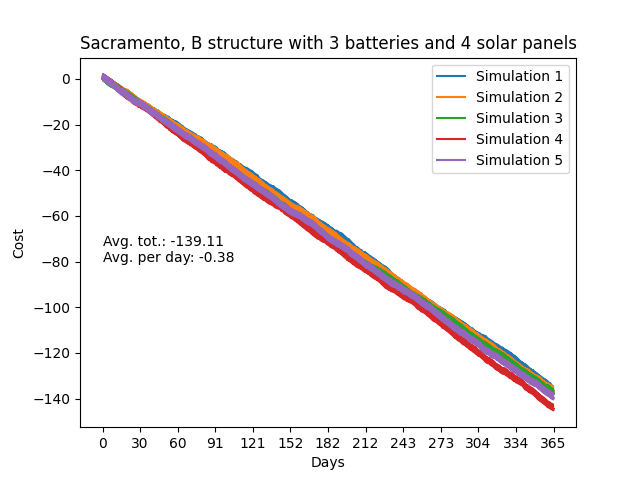 Sacramento, B structure with 3 batteries and 4 solar panels
Simulation 1
Simulation 2
Simulation 3
Simulation 4
Simulation 5
0
−20
−40
−60
−80
−100
−120
−140
Cost
Avg. tot.: -139.11
Avg. per day: -0.38
0 30 60 91 121 152 182 212 243 273 304 334 365
Days